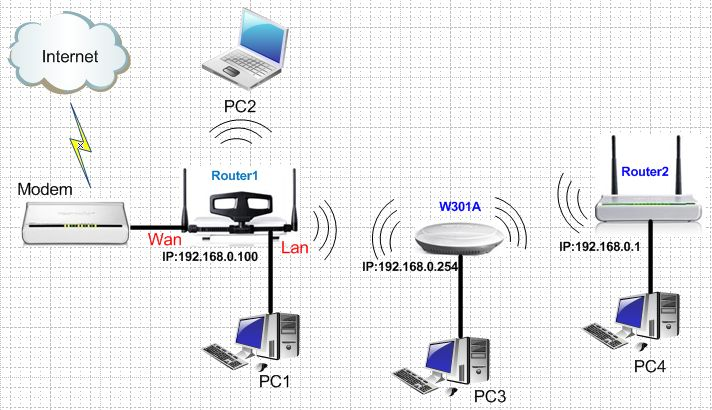 Internet
PC2
Modem
Router1
Router2
W301A
Wan
Lan
IP:192.168.0.100
IP:192.168.0.254
IP:192.168.0.1
PC1
PC3
PC4